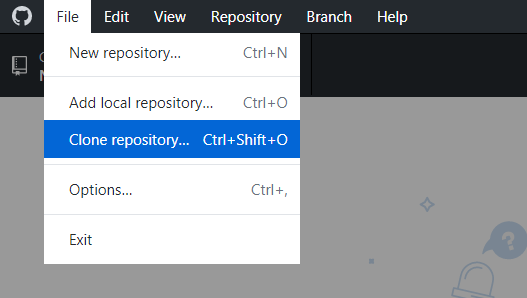 File Edit View Repository Branch Help
New repository... Ctrl+N
Add local repository... Ctrl+O
Clone repository... Ctrl+Shift+O
Options... Ctrl+,
Exit
?